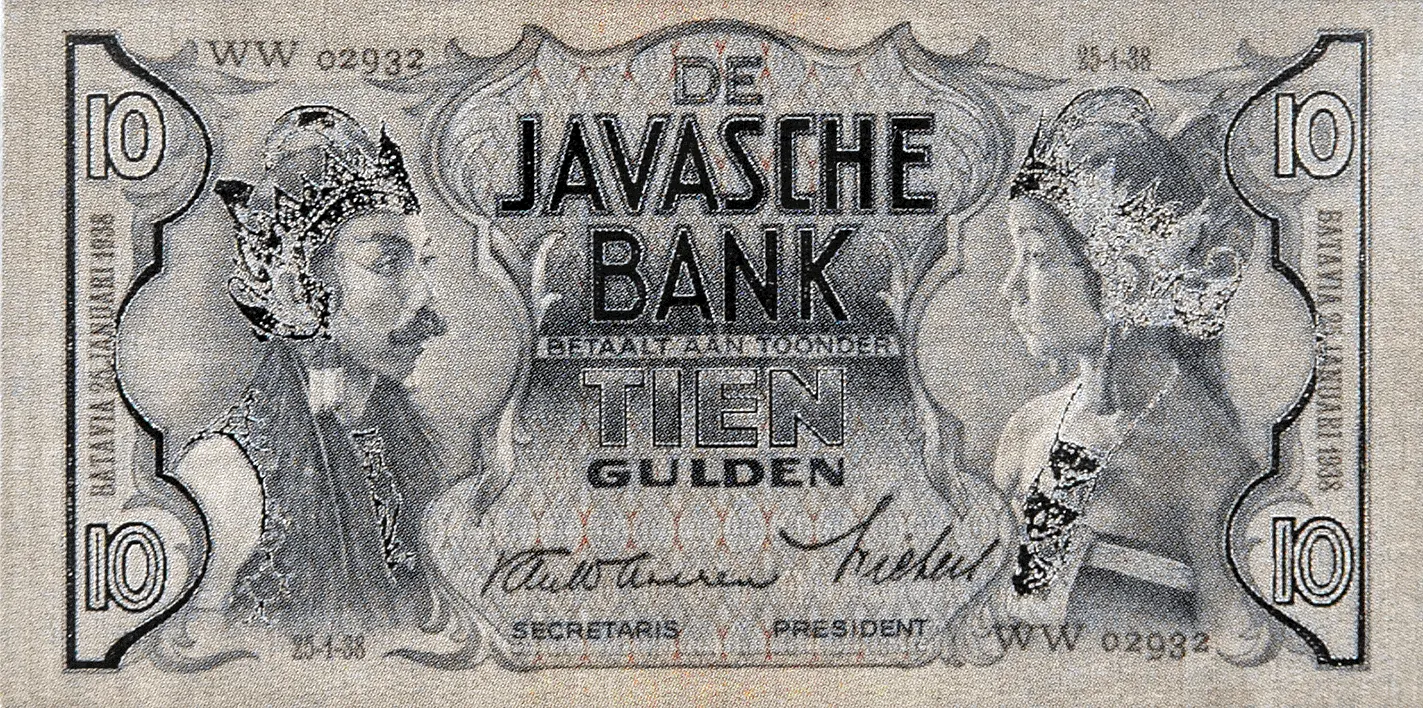 WW 02932
25-1-38
10
10
DE
JAVASCHE
BANK
BETAALT AAN TOONDER
TIEN
GULDEN
BATAVIA 25 JANUARI 1938
BATAVIA 25 JANUARI 1938
10
10
SECRETARIS
PRESIDENT
25-1-38
WW 02932